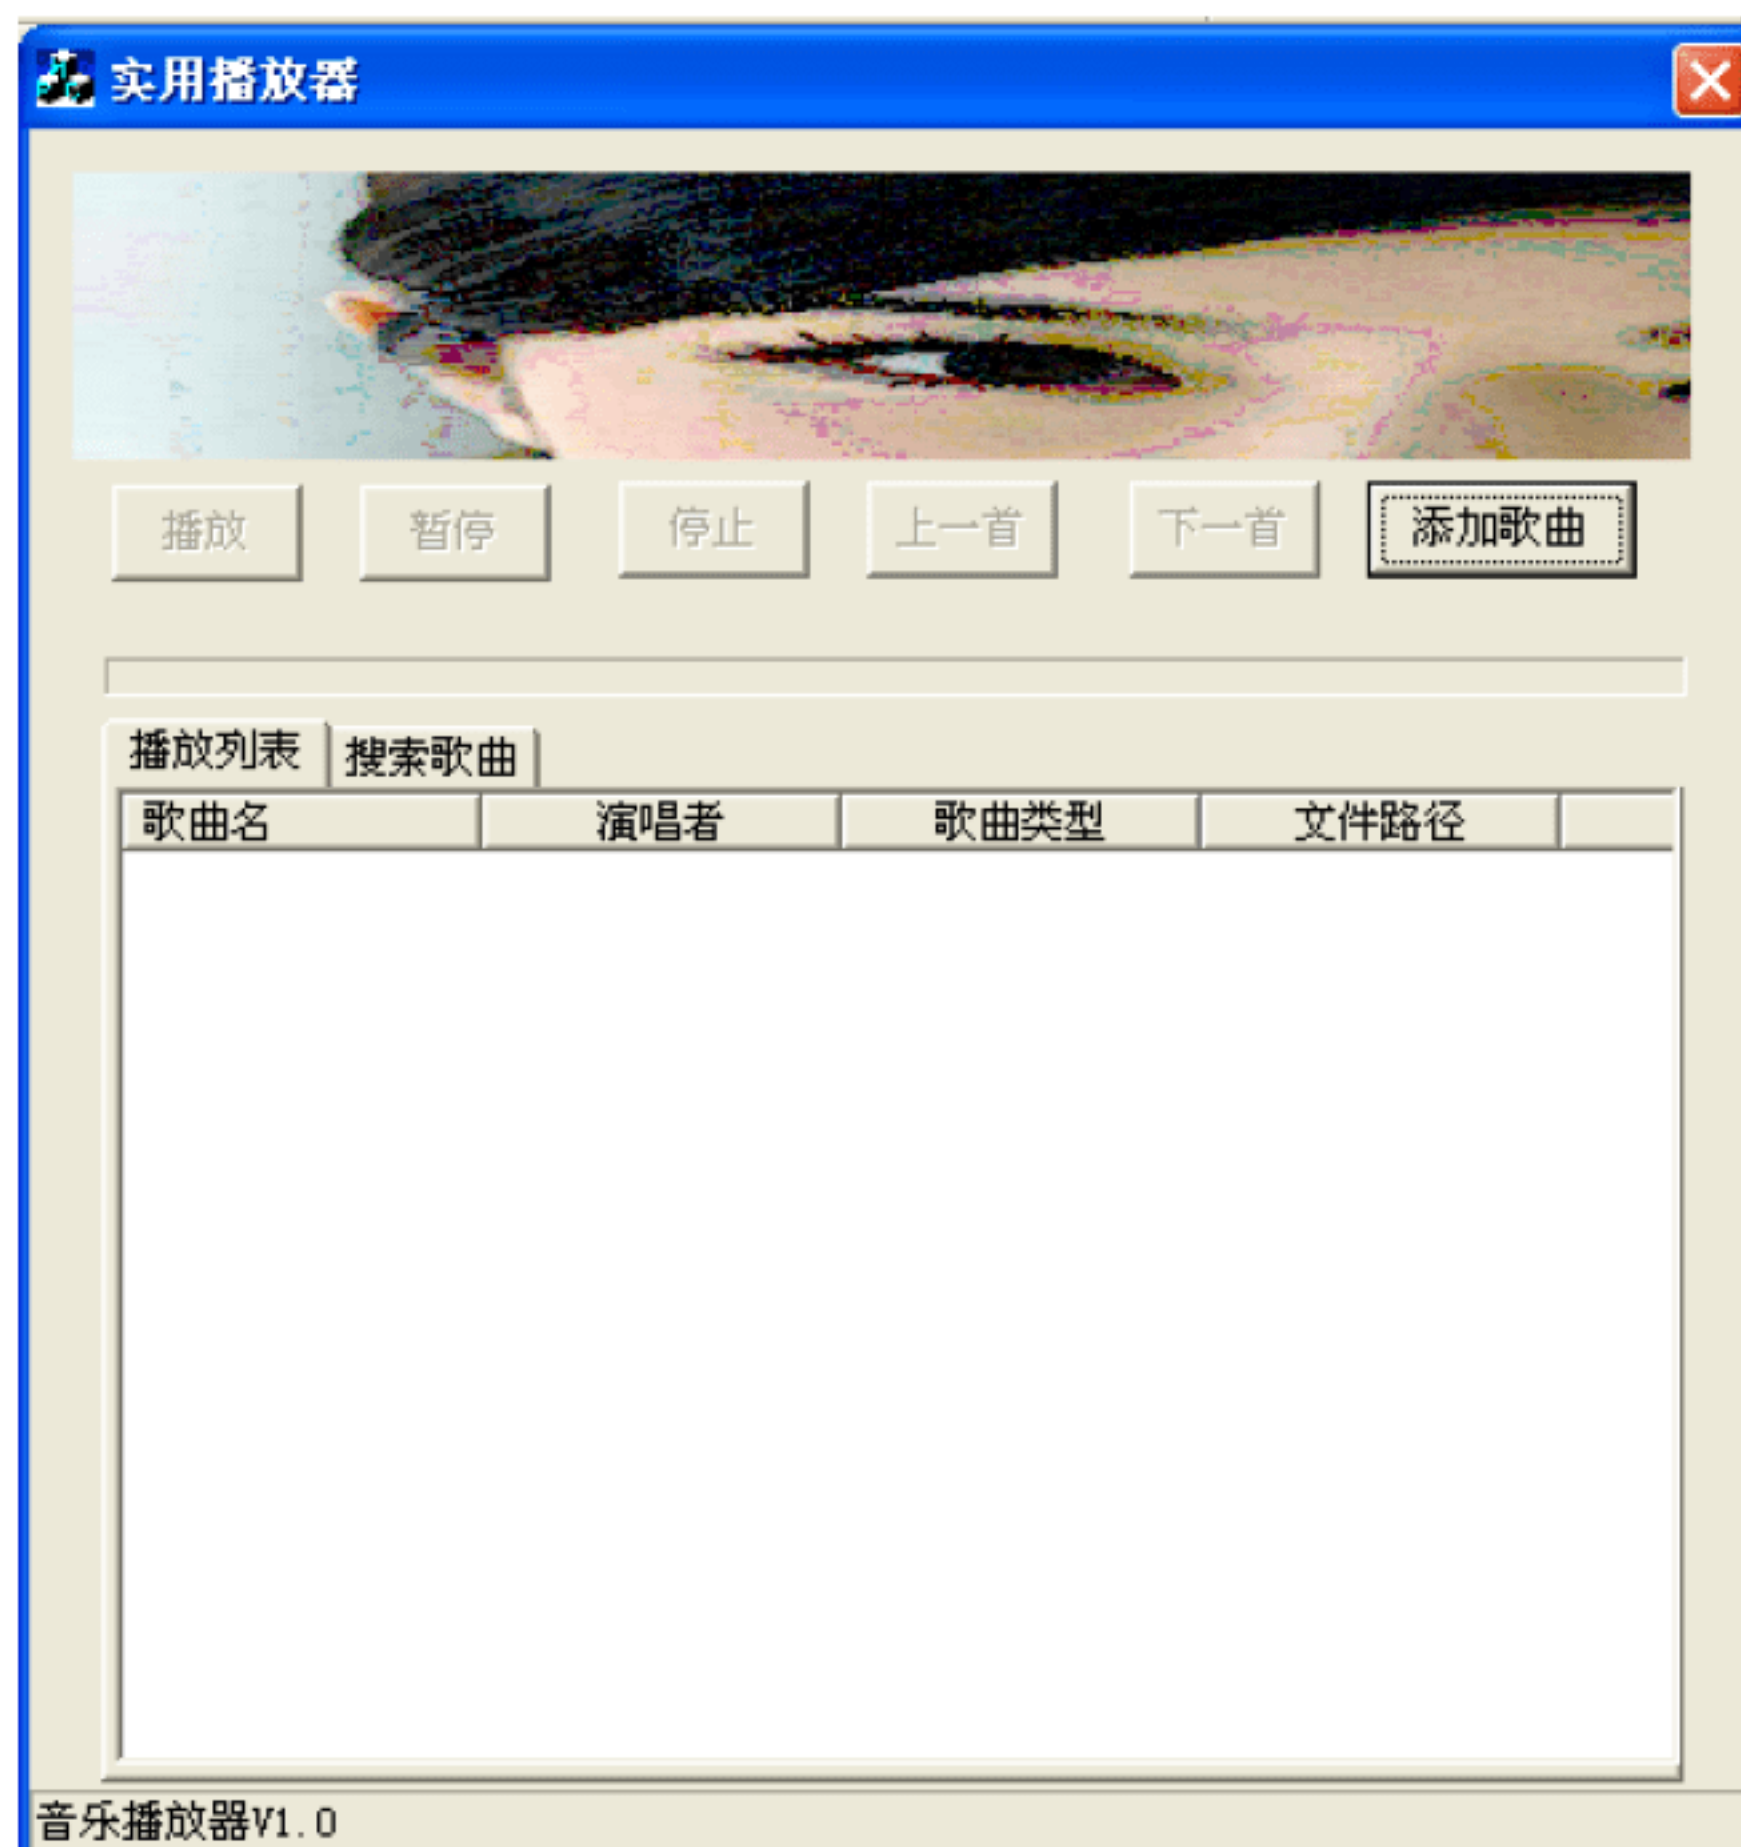 实用播放器
播放 暂停 停止 上一首 下一首 添加歌曲
播放列表 搜索歌曲
歌曲名 演唱者 歌曲类型 文件路径
音乐播放器V1.0